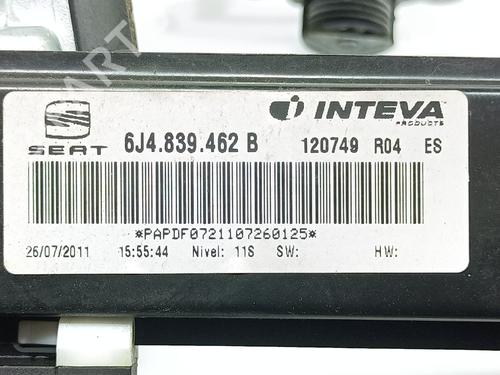 SEAT 6J4.839.462 B INTEVA PRODUCTS
120749 R04 ES
*PAPDF0721107260125*
26/07/2011 15:55:44 Nivel: 11S SW: HW: